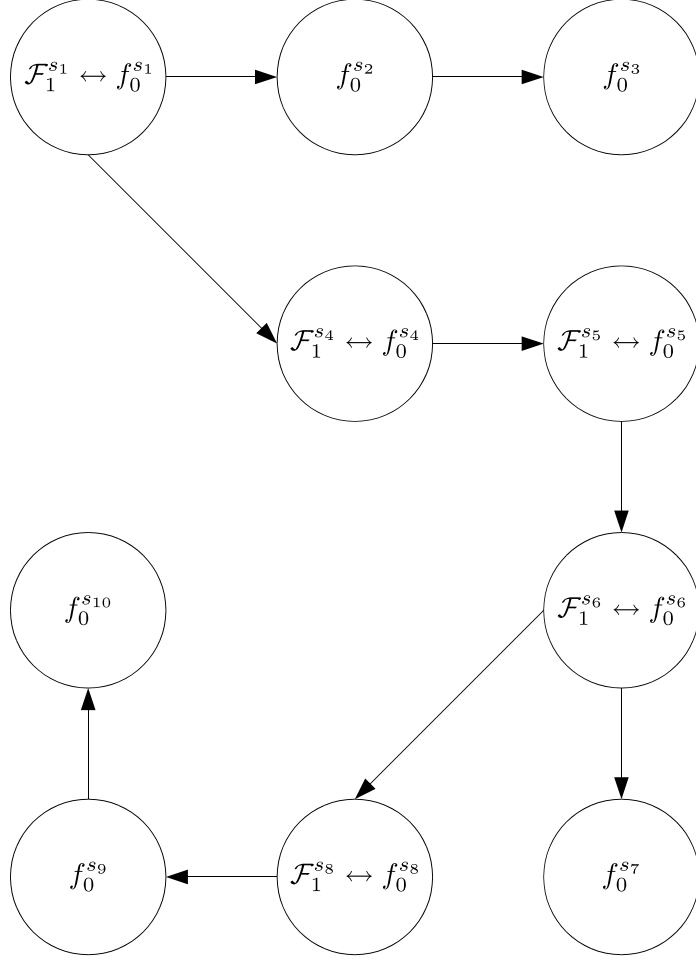 $\mathcal{F}_1^{s_1} \leftrightarrow f_0^{s_1}$
$f_0^{s_2}$
$f_0^{s_3}$
$\mathcal{F}_1^{s_4} \leftrightarrow f_0^{s_4}$
$\mathcal{F}_1^{s_5} \leftrightarrow f_0^{s_5}$
$f_0^{s_{10}}$
$\mathcal{F}_1^{s_6} \leftrightarrow f_0^{s_6}$
$f_0^{s_9}$
$\mathcal{F}_1^{s_8} \leftrightarrow f_0^{s_8}$
$f_0^{s_7}$